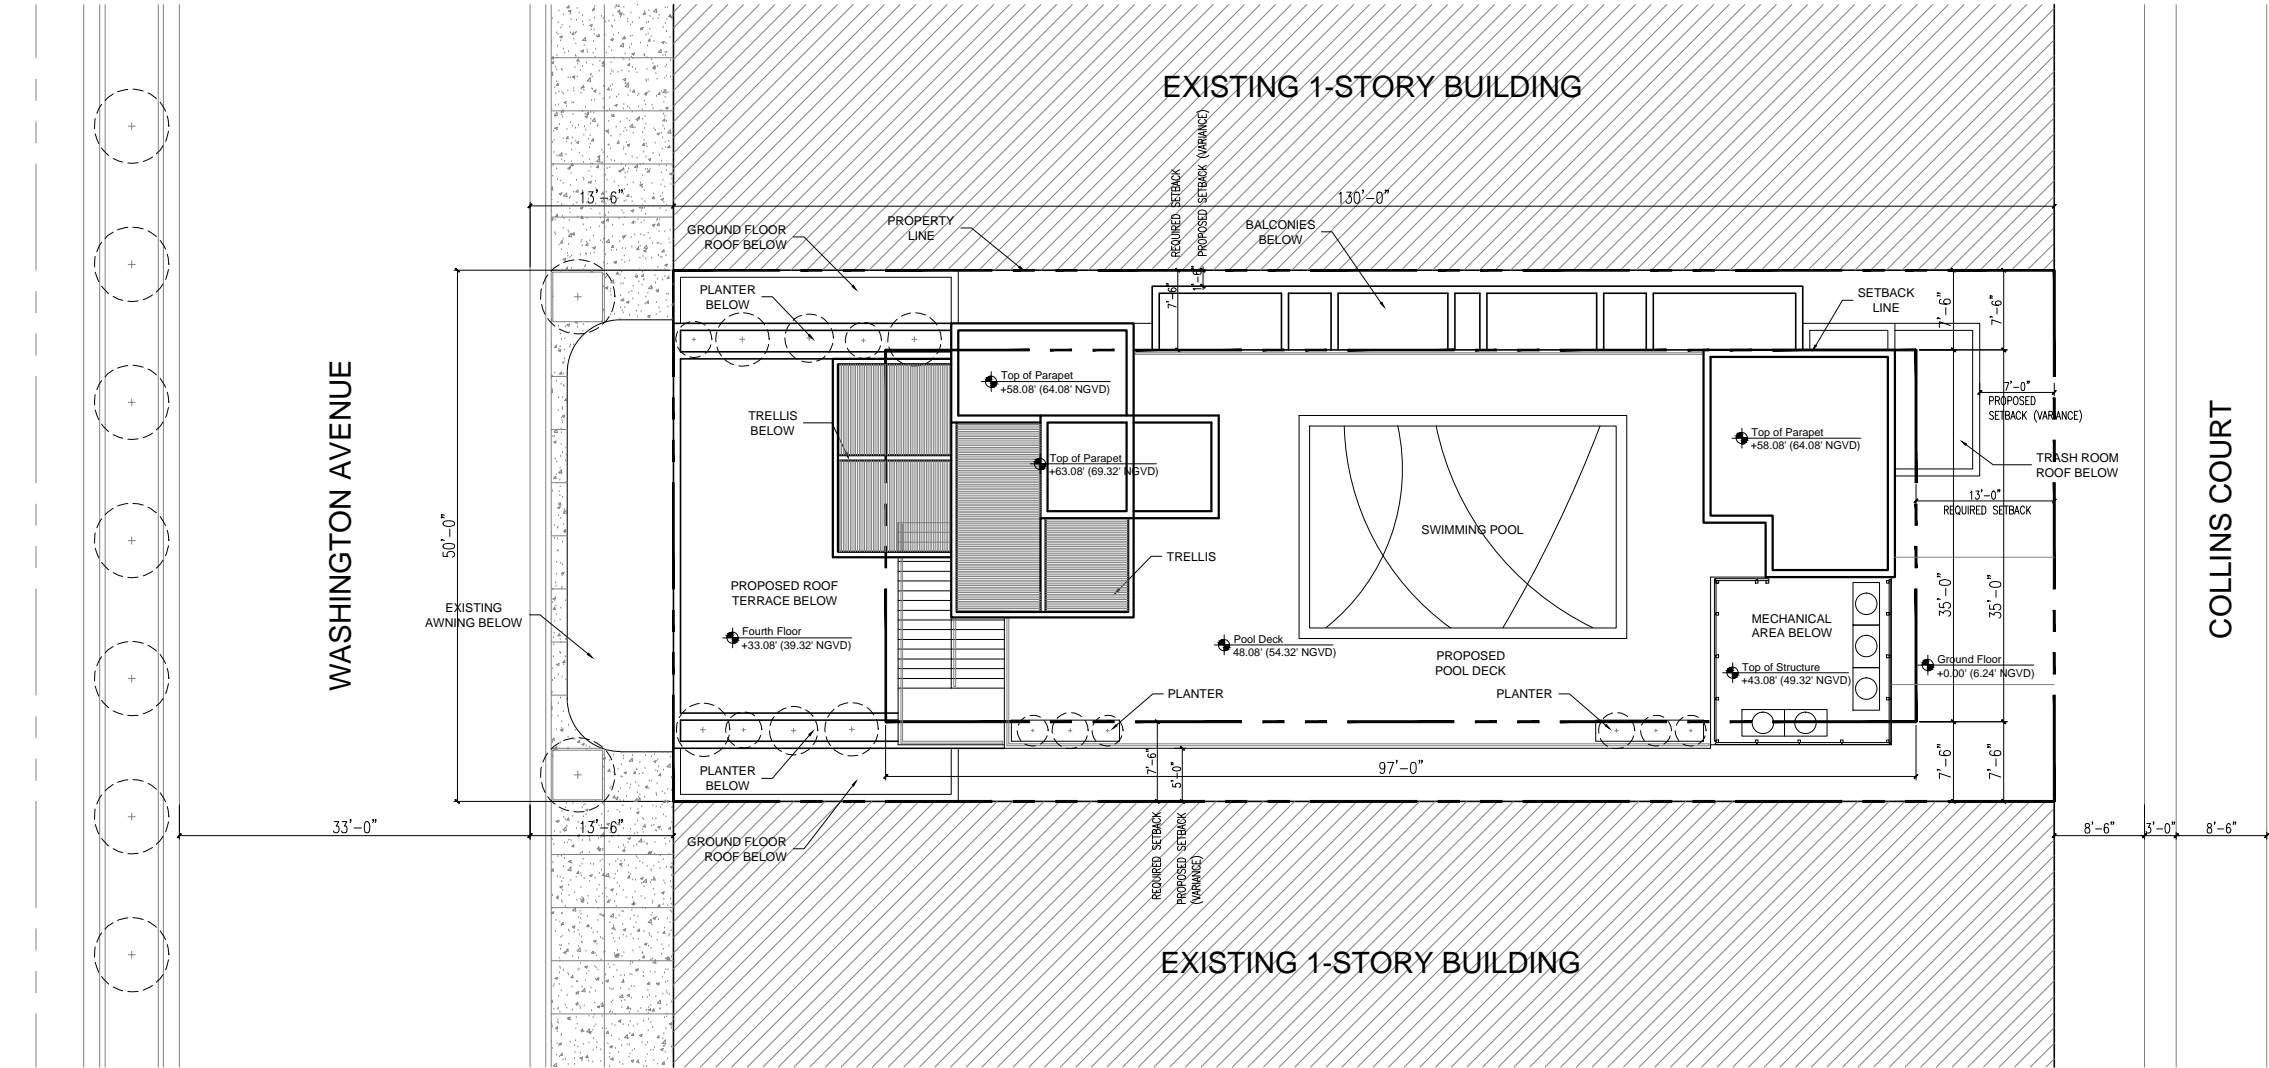 EXISTING 1-STORY BUILDING
REQUIRED SETBACK
PROPOSED SETBACK (VARIANCE)
13'-6"
130'-0"
GROUND FLOOR
ROOF BELOW
PROPERTY
LINE
BALCONIES
BELOW
PLANTER
BELOW
7'-6"
1'-6"
SETBACK
LINE
7'-6"
7'-6"
Top of Parapet
+58.08' (64.08' NGVD)
7'-0"
PROPOSED
SETBACK (VARIANCE)
TRELLIS
BELOW
Top of Parapet
+63.08' (69.32' NGVD)
Top of Parapet
+58.08' (64.08' NGVD)
TRASH ROOM
ROOF BELOW
13'-0"
REQUIRED SETBACK
WASHINGTON AVENUE
50'-0"
SWIMMING POOL
COLLINS COURT
TRELLIS
PROPOSED ROOF
TERRACE BELOW
EXISTING
AWNING BELOW
35'-0"
35'-0"
MECHANICAL
AREA BELOW
Fourth Floor
+33.08' (39.32' NGVD)
Pool Deck
48.08' (54.32' NGVD)
PROPOSED
POOL DECK
Top of Structure
+43.08' (49.32' NGVD)
Ground Floor
+0.00' (6.24' NGVD)
PLANTER
PLANTER
PLANTER
BELOW
7'-6"
5'-0"
97'-0"
7'-6"
7'-6"
33'-0"
13'-6"
GROUND FLOOR
ROOF BELOW
REQUIRED SETBACK
PROPOSED SETBACK
(VARIANCE)
8'-6"
3'-0"
8'-6"
EXISTING 1-STORY BUILDING